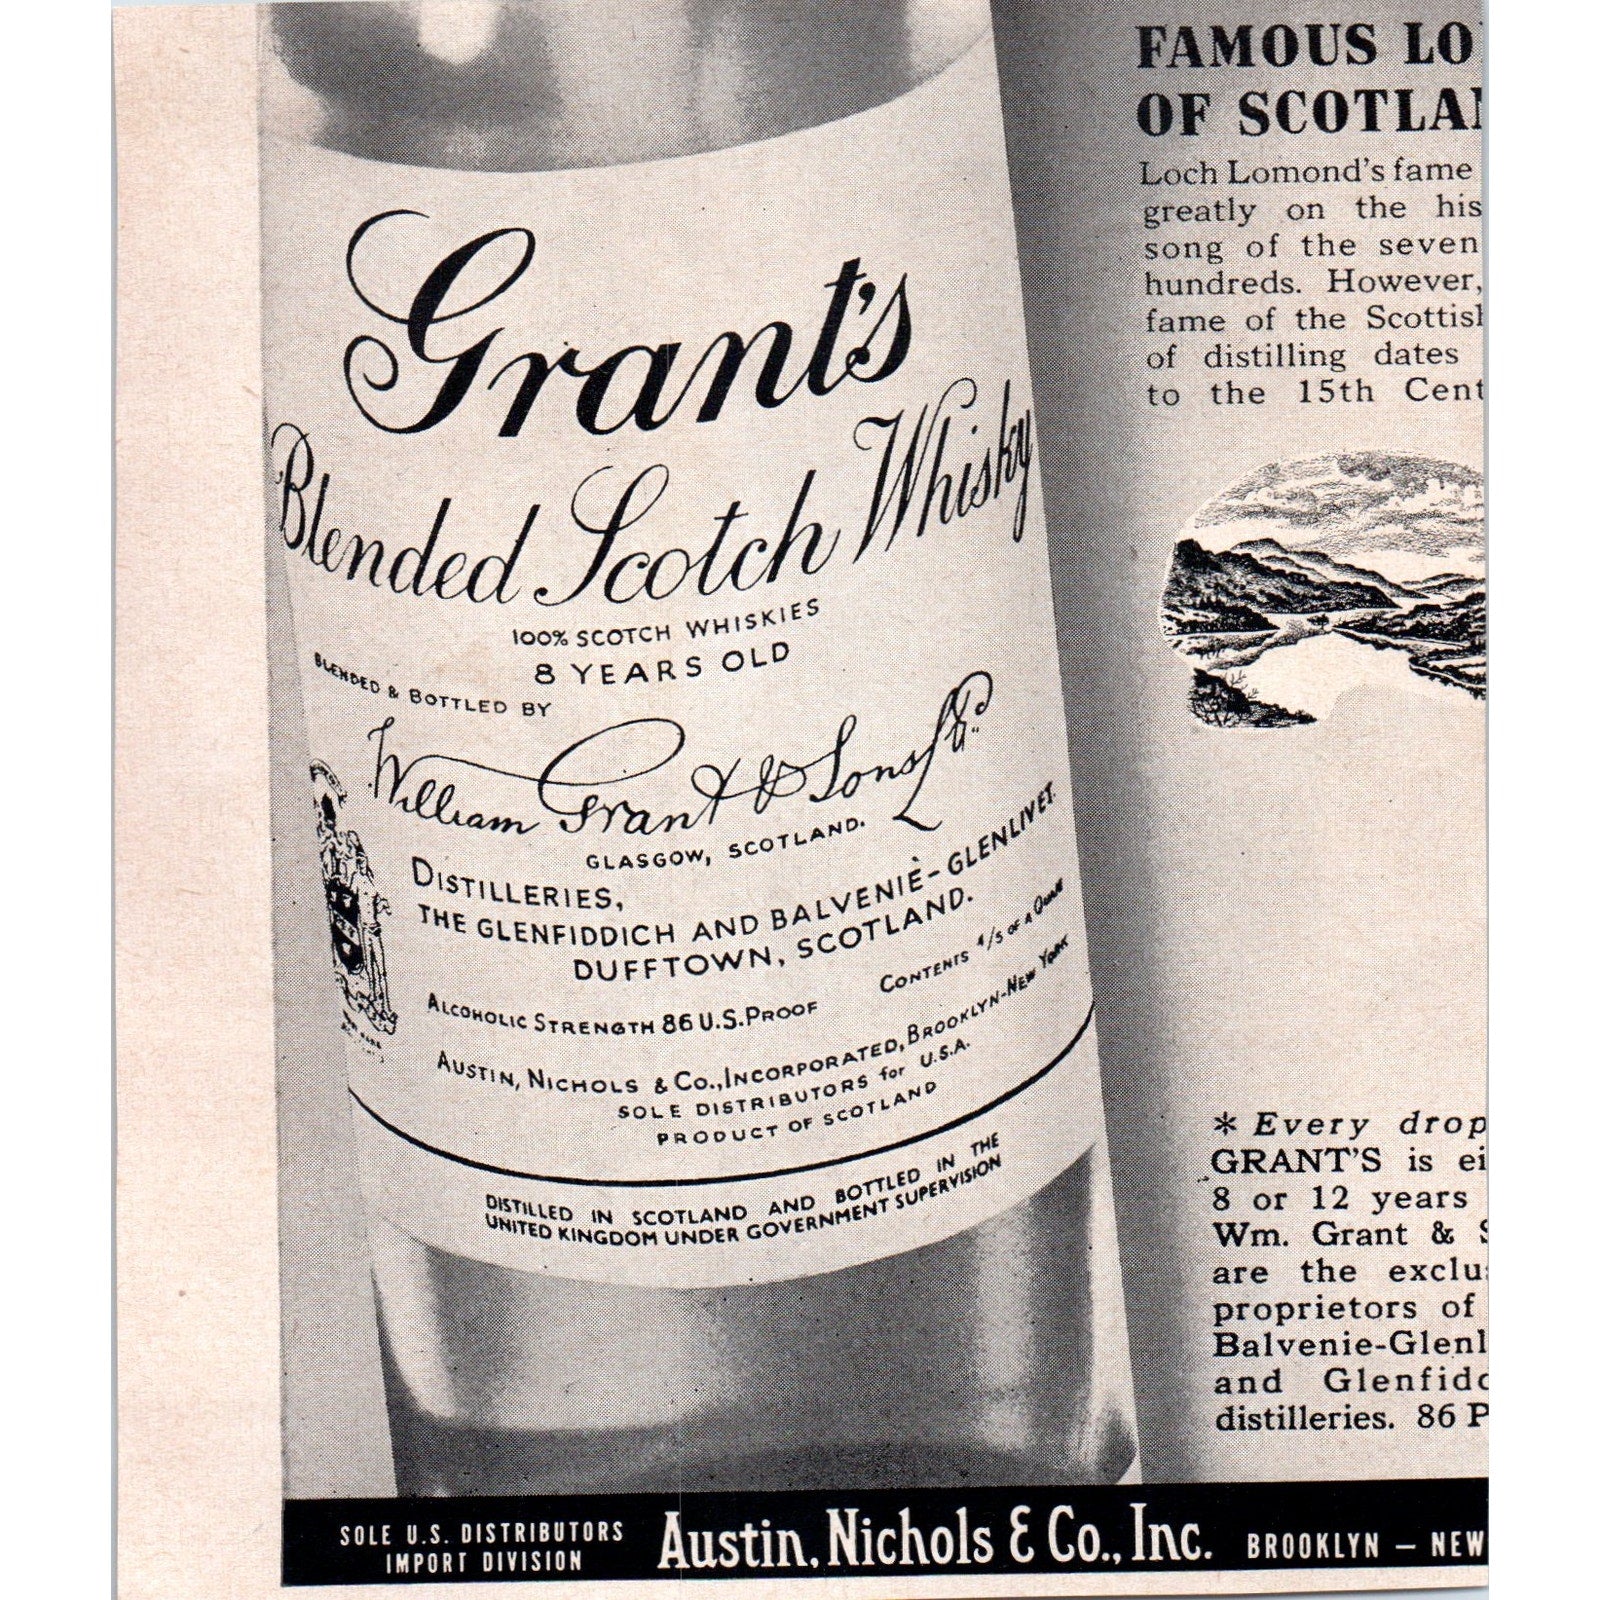 Grant's
Blended Scotch Whisky
100% SCOTCH WHISKIES
8 YEARS OLD
BLENDED & BOTTLED BY
William Grant & Sons Ltd.
GLASGOW, SCOTLAND.
DISTILLERIES,
THE GLENFIDDICH AND BALVENIE-GLENLIVET.
DUFFTOWN, SCOTLAND.
ALCOHOLIC STRENGTH 86 U.S. PROOF
CONTENTS 4/5 OF A QUART
AUSTIN, NICHOLS & CO., INCORPORATED, BROOKLYN-NEW YORK
SOLE DISTRIBUTORS for U.S.A.
PRODUCT OF SCOTLAND
DISTILLED IN SCOTLAND AND BOTTLED IN THE
UNITED KINGDOM UNDER GOVERNMENT SUPERVISION
FAMOUS LO
OF SCOTLAN
Loch Lomond's fame
greatly on the his
song of the seven
hundreds. However,
fame of the Scottish
of distilling dates
to the 15th Cent
* Every drop
GRANT'S is ei
8 or 12 years
Wm. Grant & S
are the exclus
proprietors of
Balvenie-Glenl
and Glenfidd
distilleries. 86 P
SOLE U.S. DISTRIBUTORS
IMPORT DIVISION
Austin, Nichols & Co., Inc.
BROOKLYN — NEW